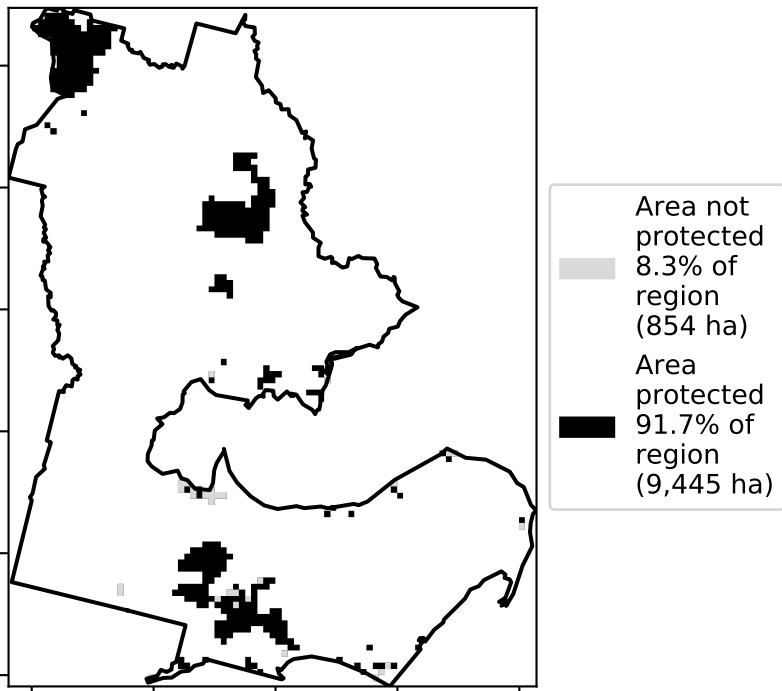 Area not
protected
8.3% of
region
(854 ha)
Area
protected
91.7% of
region
(9,445 ha)